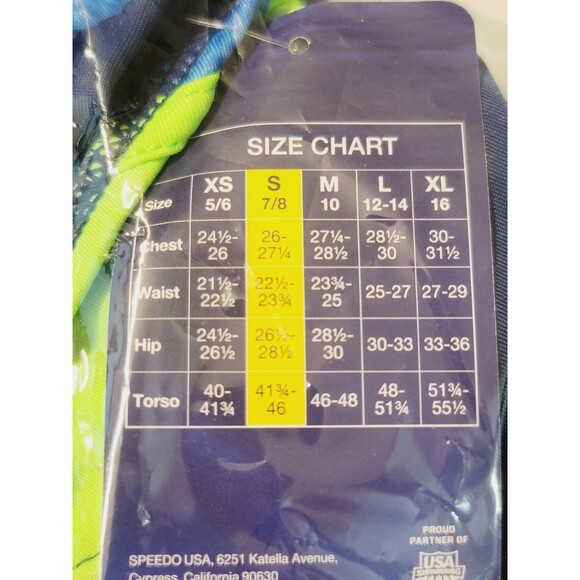 SIZE CHART
Size XS 5/6 S 7/8 M 10 L 12-14 XL 16
Chest 24½-26 26-27¼ 27¼-28½ 28½-30 30-31½
Waist 21½-22½ 22½-23¾ 23¾-25 25-27 27-29
Hip 24½-26½ 26½-28½ 28½-30 30-33 33-36
Torso 40-41¾ 41¾-46 46-48 48-51¾ 51¾-55½
PROUD
PARTNER OF
USA
SWIMMING
SPEEDO USA, 6251 Katella Avenue,
Cypress, California 90630